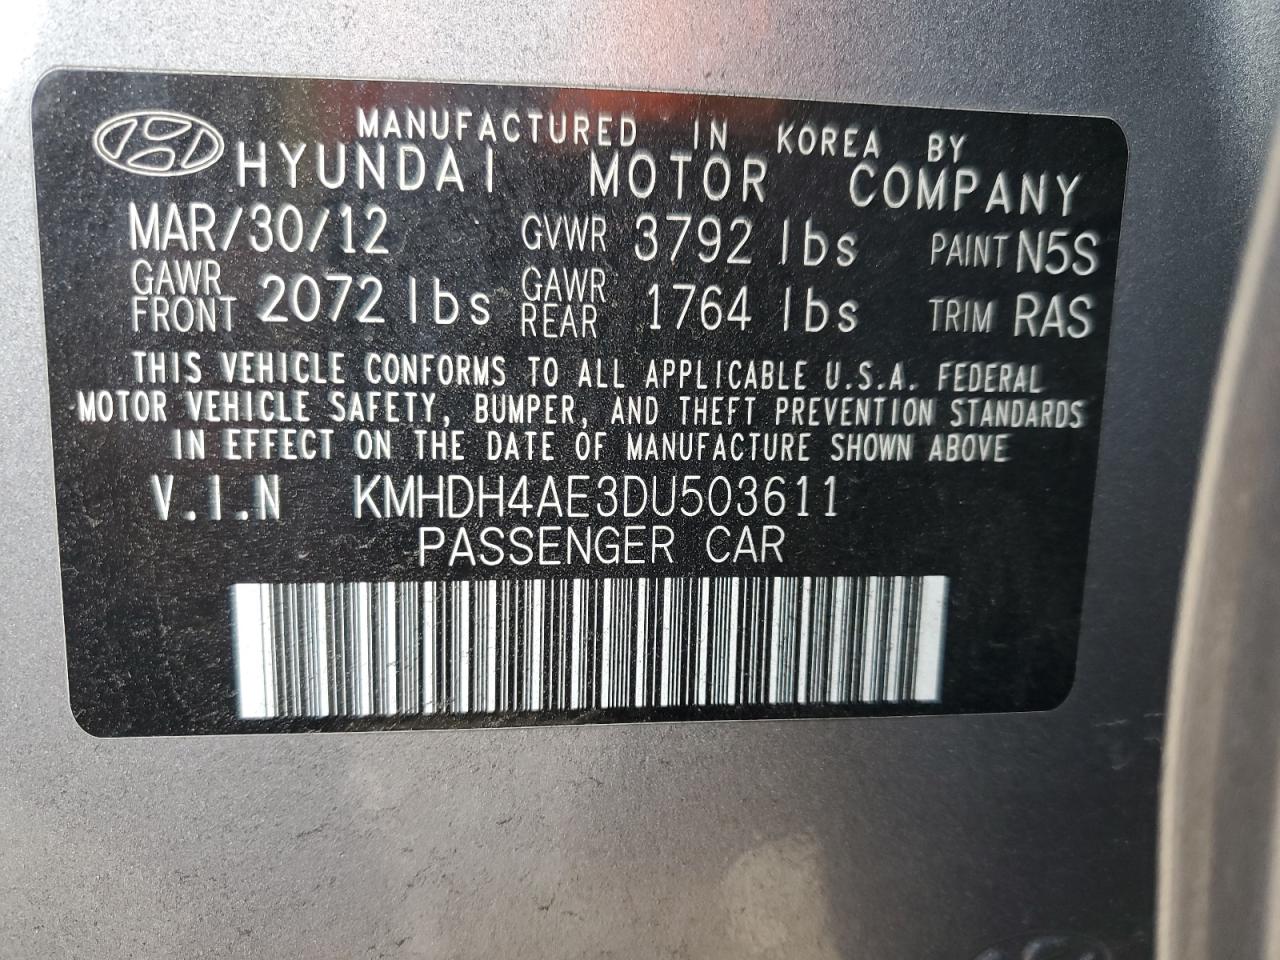 MANUFACTURED IN KOREA BY
HYUNDAI MOTOR COMPANY
MAR/30/12 GVWR 3792 lbs PAINT N5S
GAWR FRONT 2072 lbs GAWR REAR 1764 lbs TRIM RAS
THIS VEHICLE CONFORMS TO ALL APPLICABLE U.S.A. FEDERAL
MOTOR VEHICLE SAFETY, BUMPER, AND THEFT PREVENTION STANDARDS
IN EFFECT ON THE DATE OF MANUFACTURE SHOWN ABOVE
V.I.N KMHDH4AE3DU503611
PASSENGER CAR